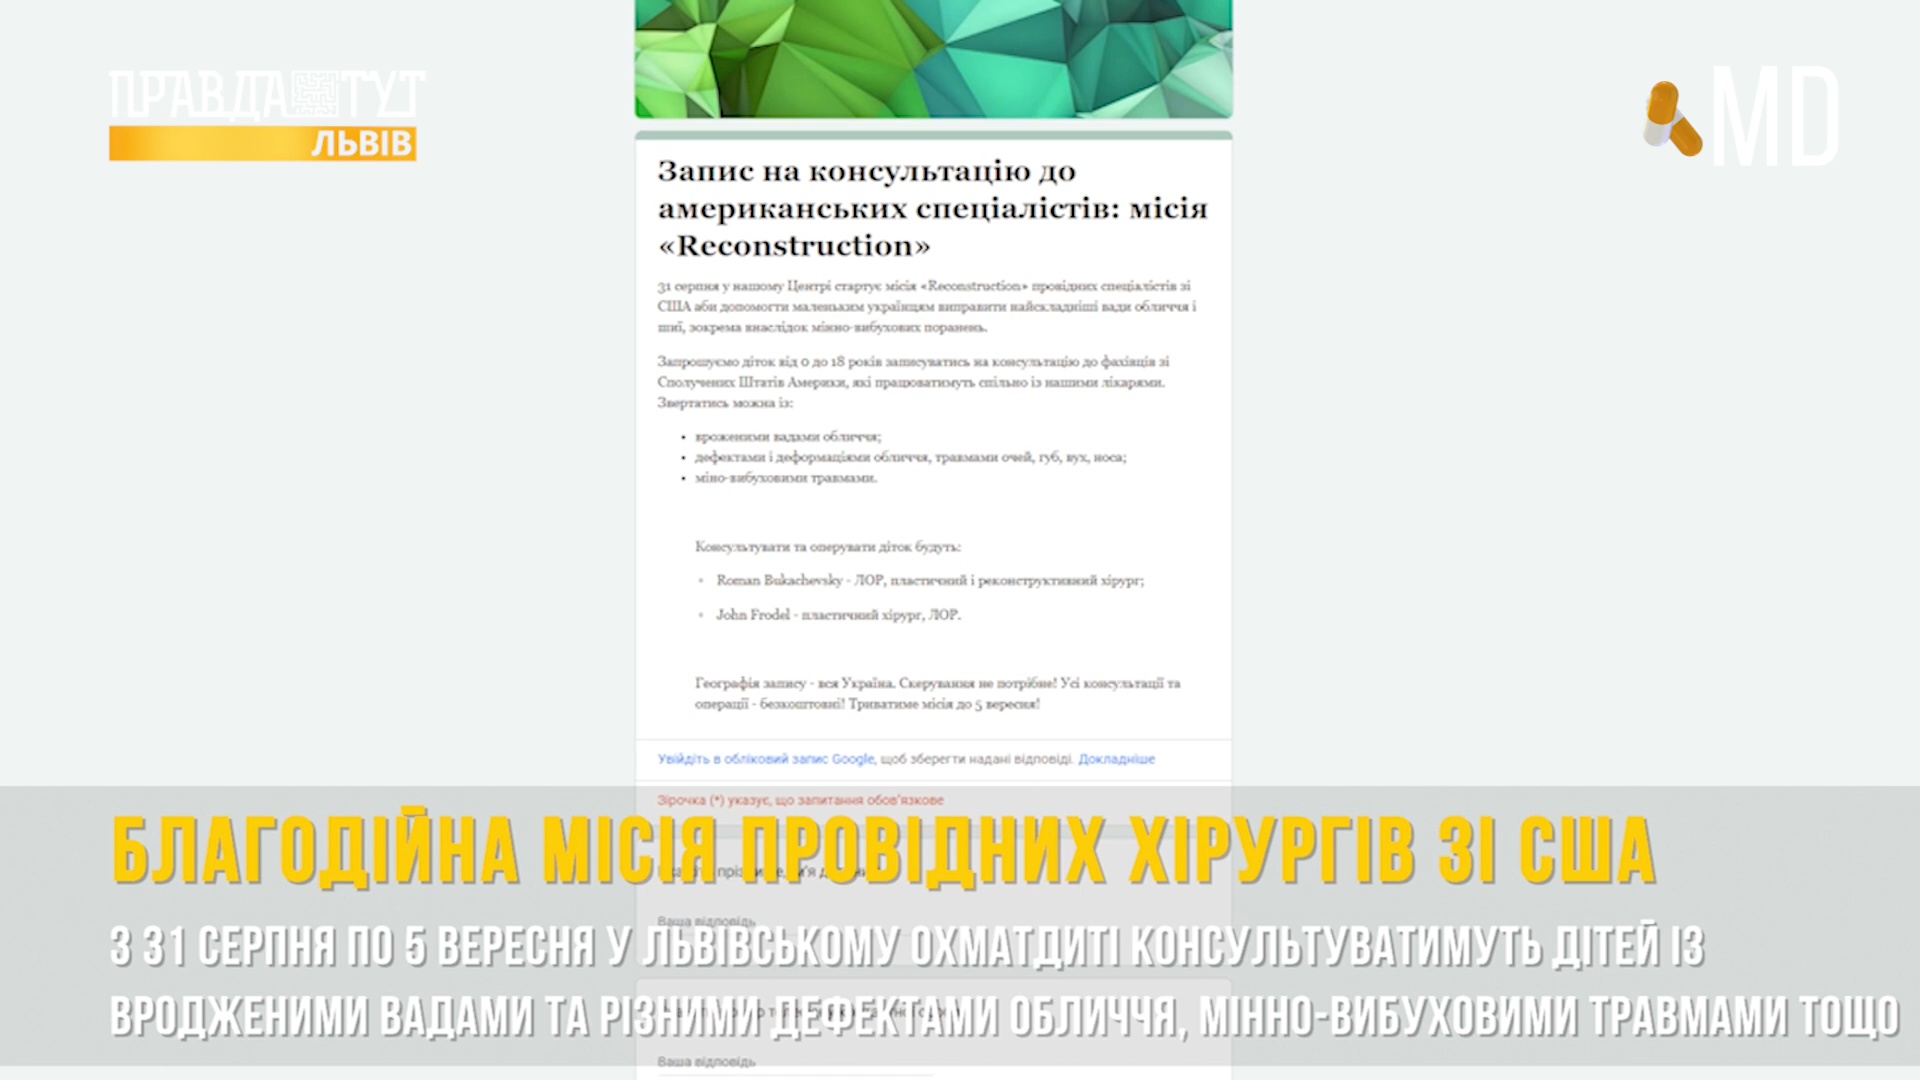 ПРАВДА ТУТ
ЛЬВІВ
MD
Запис на консультацію до
американських спеціалістів: місія
«Reconstruction»
31 серпня у нашому Центрі стартує місія «Reconstruction» провідних спеціалістів зі
США аби допомогти маленьким українцям виправити найскладніші вади обличчя і
шиї, зокрема внаслідок мінно-вибухових поранень.
Запрошуємо діток від 0 до 18 років записуватись на консультацію до фахівців зі
Сполучених Штатів Америки, які працюватимуть спільно із нашими лікарями.
Звертатись можна із:
• вроженими вадами обличчя;
• дефектами і деформаціями обличчя, травмами очей, губ, вух, носа;
• міно-вибуховими травмами.
Консультувати та оперувати діток будуть:
• Roman Bukachevsky - ЛОР, пластичний і реконструктивний хірург;
• John Frodel - пластичний хірург, ЛОР.
Географія запису - вся Україна. Скерування не потрібне! Усі консультації та
операції - безкоштовні! Триватиме місія до 5 вересня!
Увійдіть в обліковий запис Google, щоб зберегти надані відповіді. Докладніше
Зірочка (*) указує, що запитання обов'язкове
БЛАГОДІЙНА МІСІЯ ПРОВІДНИХ ХІРУРГІВ ЗІ США
Ваша відповідь
З 31 СЕРПНЯ ПО 5 ВЕРЕСНЯ У ЛЬВІВСЬКОМУ ОХМАТДИТІ КОНСУЛЬТУВАТИМУТЬ ДІТЕЙ ІЗ
ВРОДЖЕНИМИ ВАДАМИ ТА РІЗНИМИ ДЕФЕКТАМИ ОБЛИЧЧЯ, МІННО-ВИБУХОВИМИ ТРАВМАМИ ТОЩО
Ваша відповідь